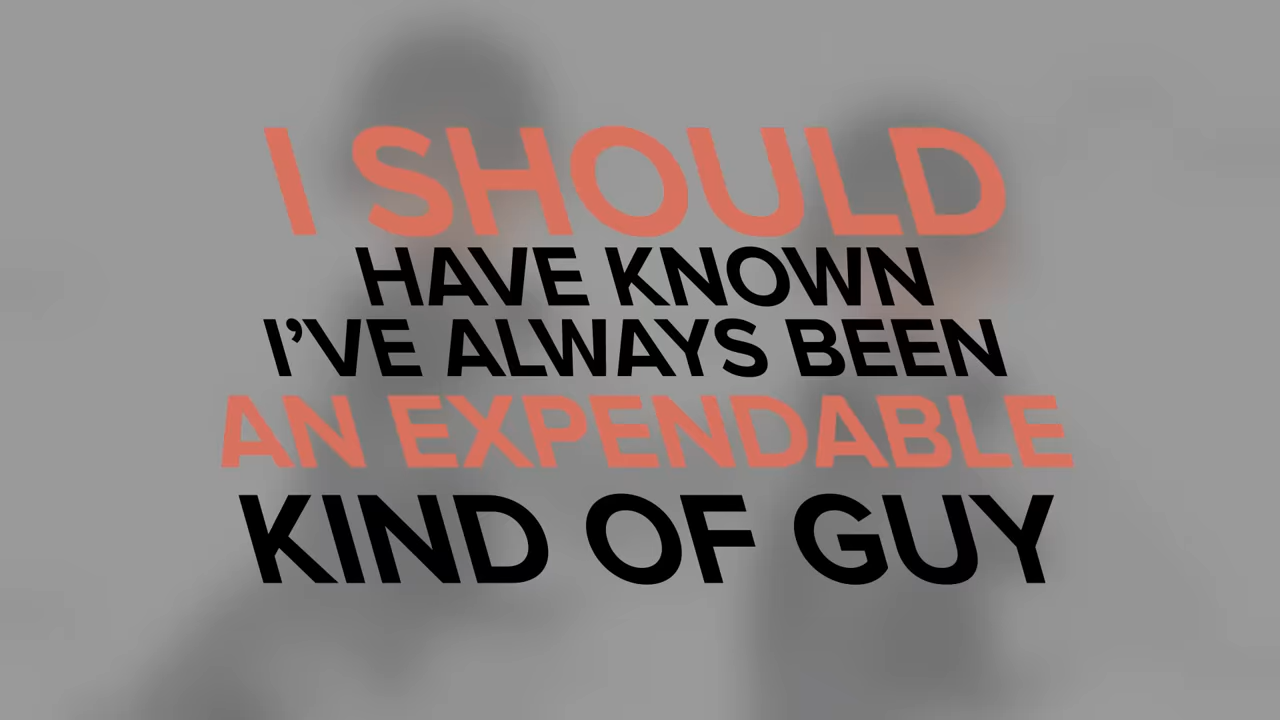 I SHOULD
HAVE KNOWN
I’VE ALWAYS BEEN
AN EXPENDABLE
KIND OF GUY